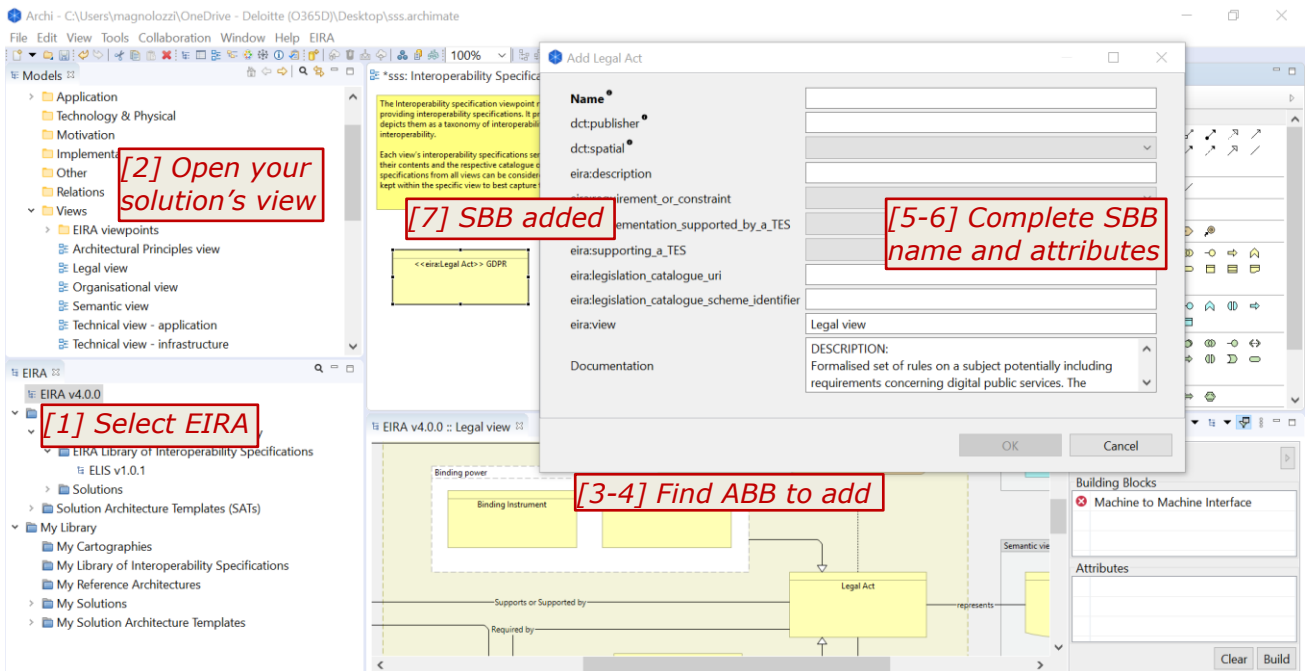 Archi - C:\Users\magnolozzi\OneDrive - Deloitte (O365D)\Desktop\sss.archimate
File Edit View Tools Collaboration Window Help EIRA
100%
Models
Application
Technology & Physical
Motivation
Implementa
Other
Relations
Views
EIRA viewpoints
Architectural Principles view
Legal view
Organisational view
Semantic view
Technical view - application
Technical view - infrastructure
[2] Open your
solution's view
EIRA
EIRA v4.0.0
[1] Select EIRA
EIRA Library of Interoperability Specifications
ELIS v1.0.1
Solutions
Solution Architecture Templates (SATs)
My Library
My Cartographies
My Library of Interoperability Specifications
My Reference Architectures
My Solutions
My Solution Architecture Templates
*sss: Interoperability Specifica
The Interoperability specification viewpoint
providing interoperability specifications. It pr
depicts them as a taxonomy of interoperabili
interoperability.
Each view's interoperability specifications ser
their contents and the respective catalogue o
specifications from all views can be consider
kept within the specific view to best capture
[7] SBB added
<<eira:Legal Act>> GDPR
Add Legal Act
Name
dct:publisher
dct:spatial
eira:description
eira:requirement_or_constraint
ementation_supported_by_a_TES
eira:supporting_a_TES
eira:legislation_catalogue_uri
eira:legislation_catalogue_scheme_identifier
eira:view
Legal view
Documentation
DESCRIPTION:
Formalised set of rules on a subject potentially including
requirements concerning digital public services. The
[5-6] Complete SBB
name and attributes
OK
Cancel
EIRA v4.0.0 :: Legal view
[3-4] Find ABB to add
Binding power
Binding Instrument
Legal Act
Supports or Supported by
Required by
represents
Semantic vie
Building Blocks
Machine to Machine Interface
Attributes
Clear
Build